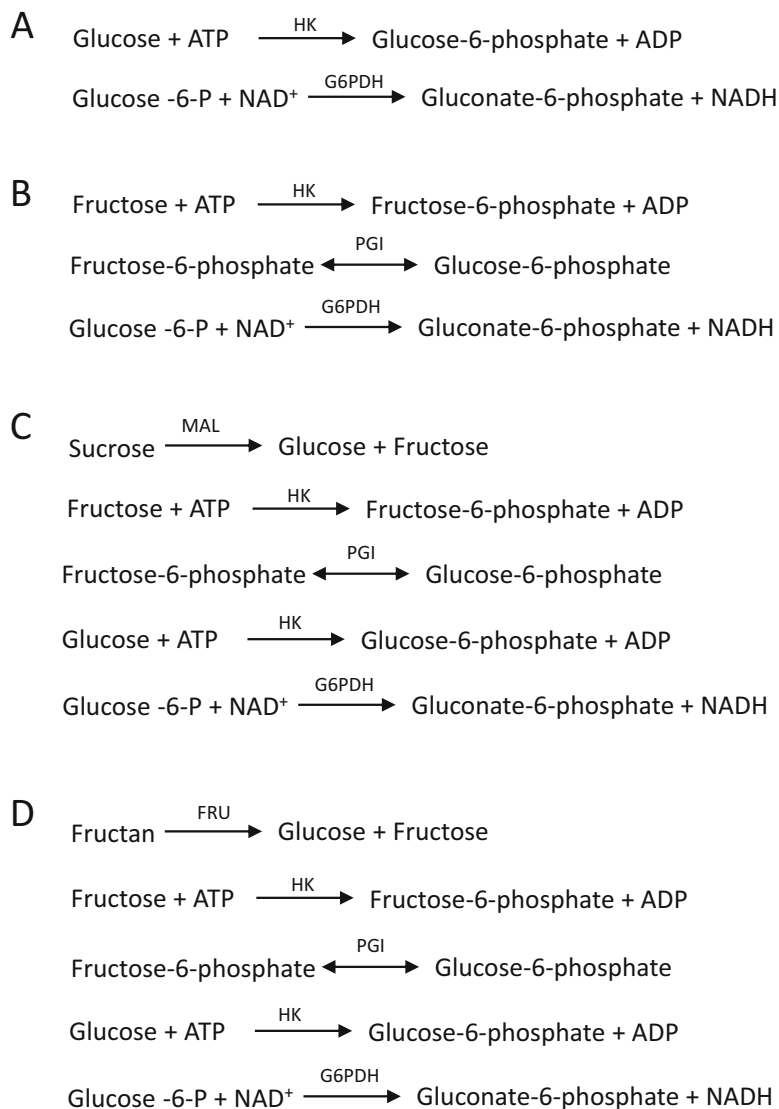 A
HK
Glucose + ATP → Glucose-6-phosphate + ADP
G6PDH
Glucose -6-P + NAD⁺ → Gluconate-6-phosphate + NADH
B
HK
Fructose + ATP → Fructose-6-phosphate + ADP
PGI
Fructose-6-phosphate ↔ Glucose-6-phosphate
G6PDH
Glucose -6-P + NAD⁺ → Gluconate-6-phosphate + NADH
C
MAL
Sucrose → Glucose + Fructose
HK
Fructose + ATP → Fructose-6-phosphate + ADP
PGI
Fructose-6-phosphate ↔ Glucose-6-phosphate
HK
Glucose + ATP → Glucose-6-phosphate + ADP
G6PDH
Glucose -6-P + NAD⁺ → Gluconate-6-phosphate + NADH
D
FRU
Fructan → Glucose + Fructose
HK
Fructose + ATP → Fructose-6-phosphate + ADP
PGI
Fructose-6-phosphate ↔ Glucose-6-phosphate
HK
Glucose + ATP → Glucose-6-phosphate + ADP
G6PDH
Glucose -6-P + NAD⁺ → Gluconate-6-phosphate + NADH